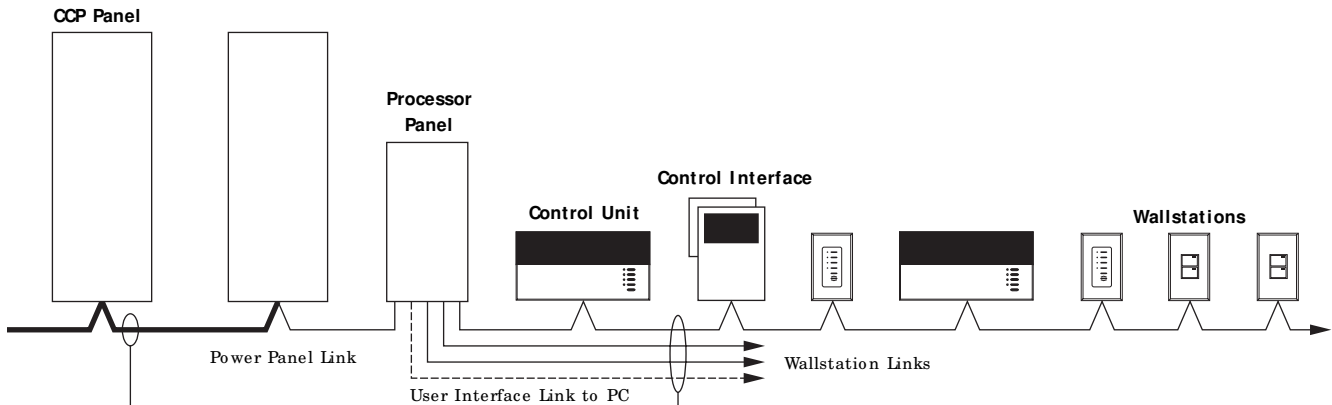 CCP Panel
Processor
Panel
Control Unit
Control Interface
Wallstations
Power Panel Link
Wallstation Links
User Interface Link to PC